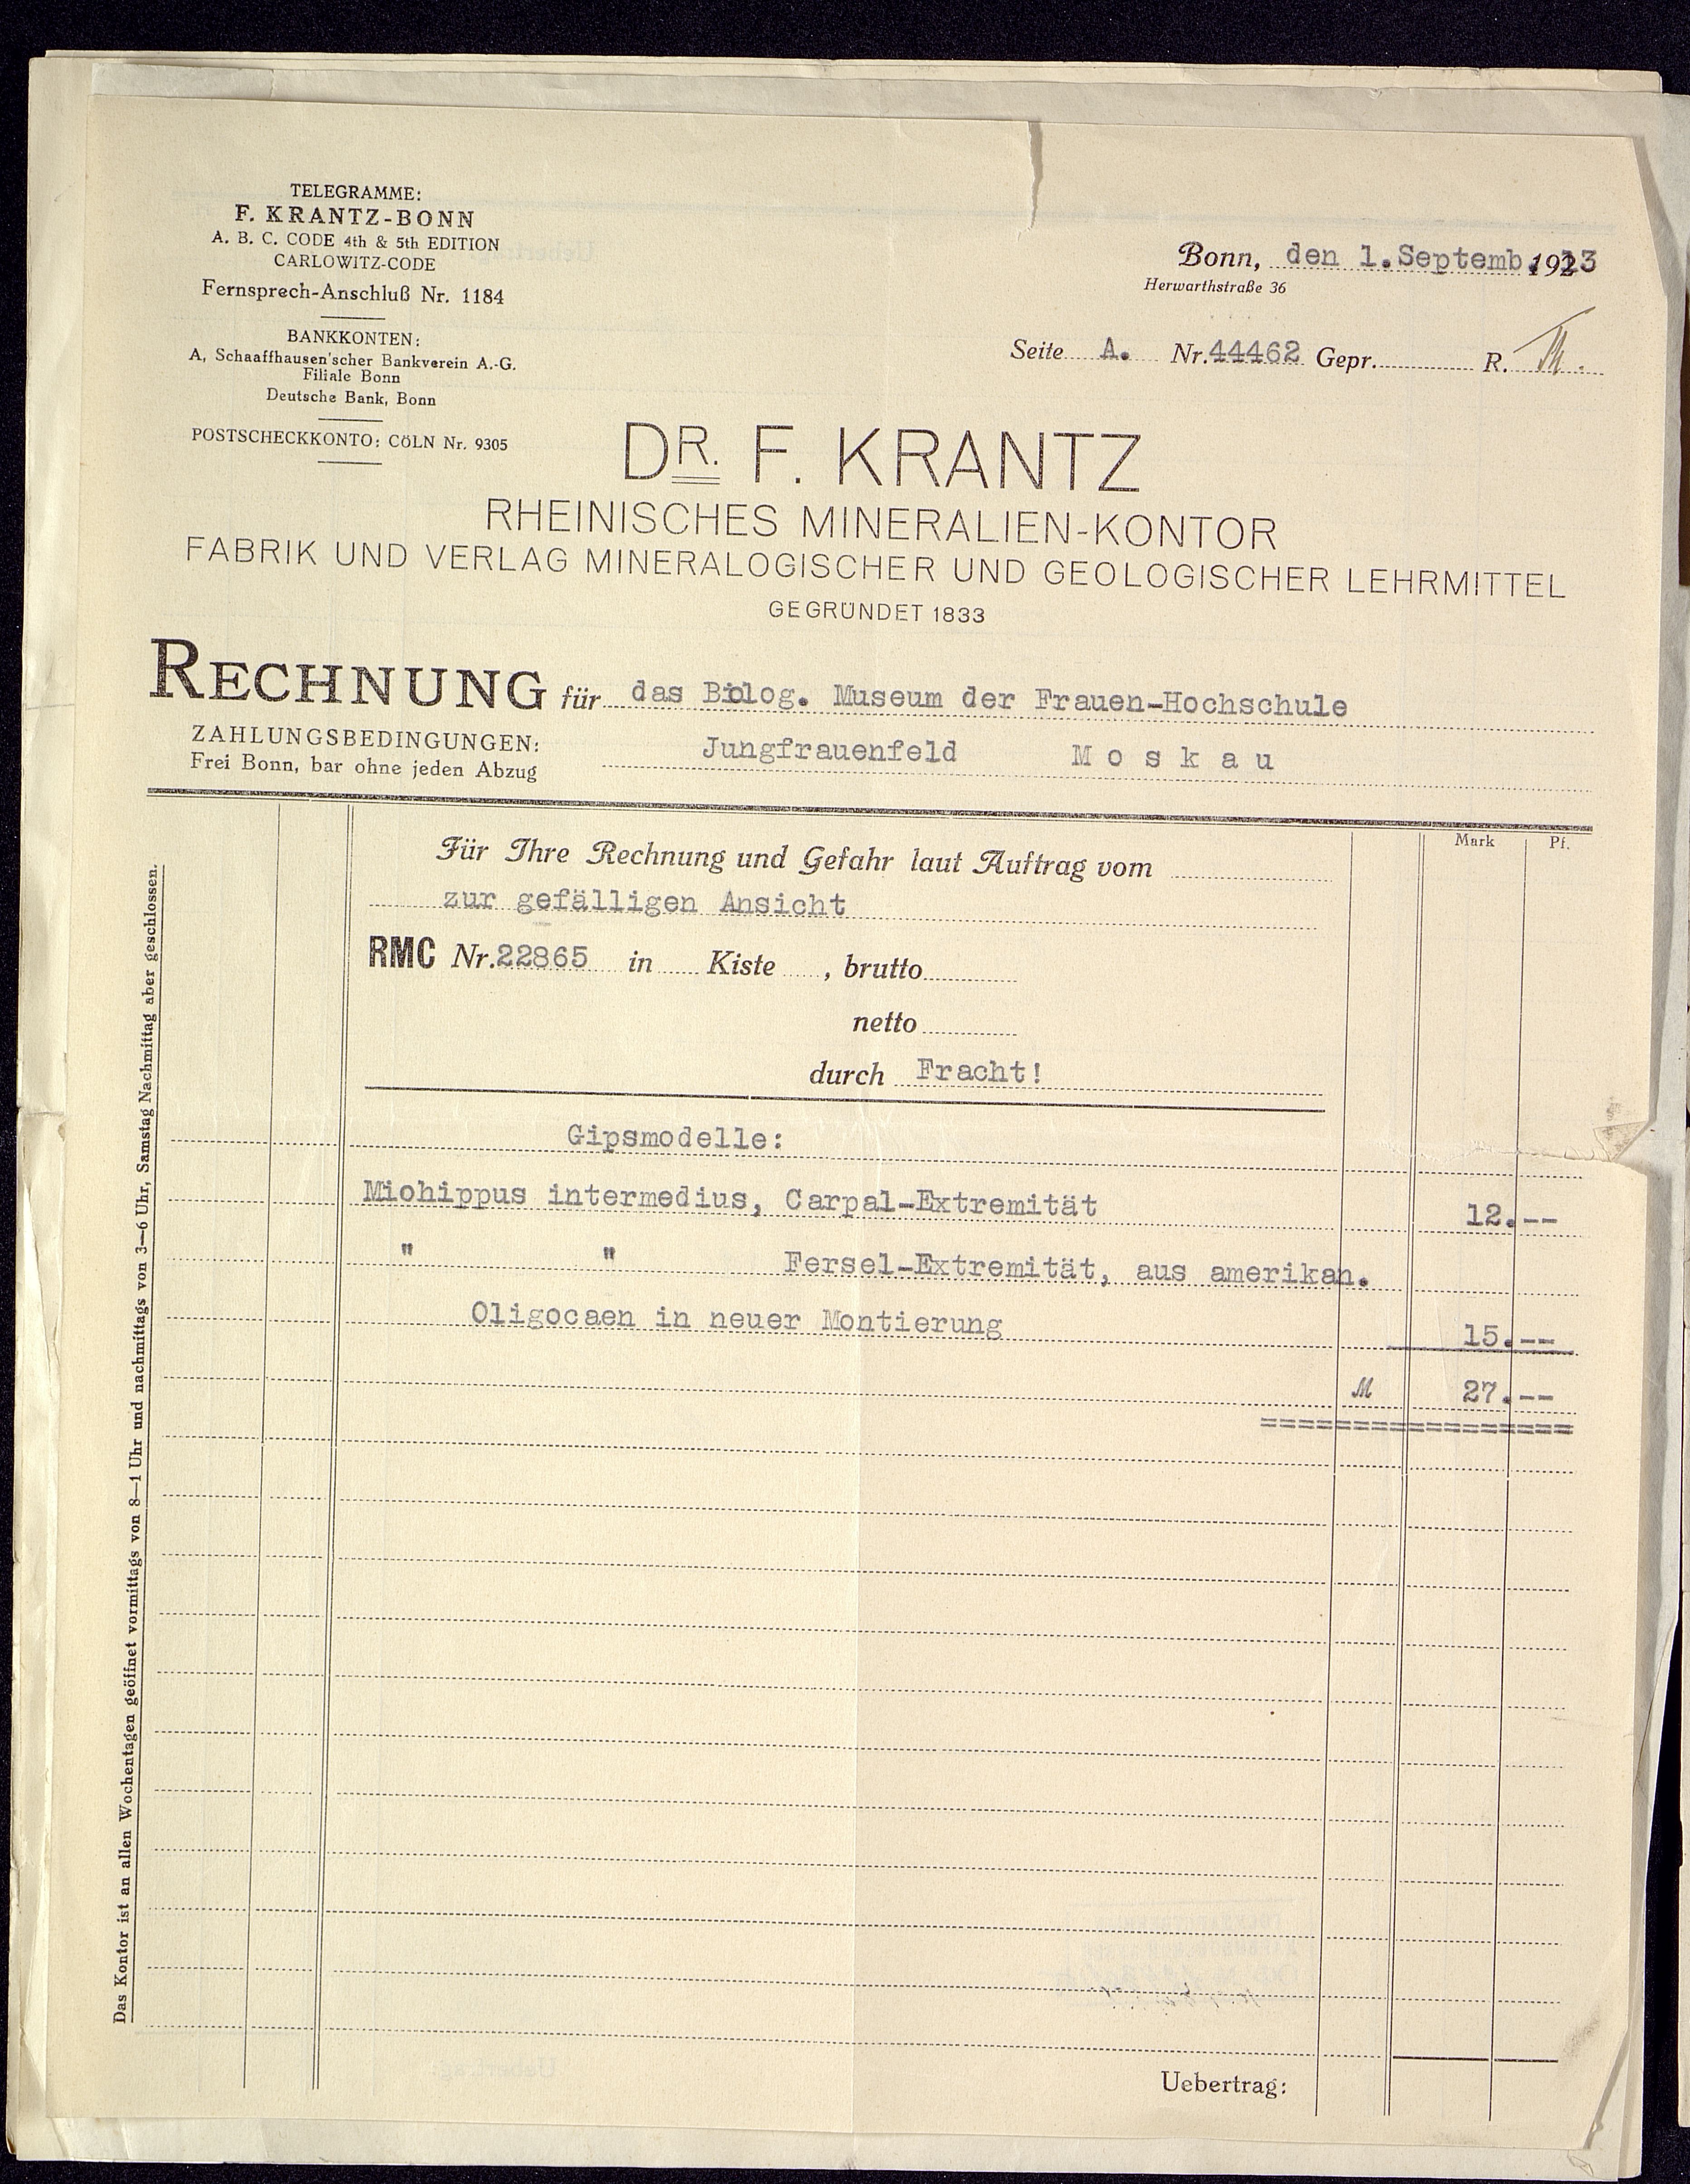 TELEGRAMME:
F. KRANTZ-BONN
A. B. C. CODE 4th & 5th EDITION
CARLOWITZ-CODE
Fernsprech-Anschluß Nr. 1184
BANKKONTEN:
A, Schaaffhausen'scher Bankverein A.-G.
Filiale Bonn
Deutsche Bank, Bonn
POSTSCHECKKONTO: CöLN Nr. 9305
Bonn, den 1.Septemb. 1923
Herwarthstraße 36
Seite A. Nr.44462 Gepr. R.
DR. F. KRANTZ
RHEINISCHES MINERALIEN-KONTOR
FABRIK UND VERLAG MINERALOGISCHER UND GEOLOGISCHER LEHRMITTEL
GEGRÜNDET 1833
RECHNUNG für das Biolog. Museum der Frauen-Hochschule
ZAHLUNGSBEDINGUNGEN:
Frei Bonn, bar ohne jeden Abzug
Jungfrauenfeld M o s k a u
Mark Pf.
Für Ihre Rechnung und Gefahr laut Auftrag vom
zur gefälligen Ansicht
RMC Nr.22865 in Kiste , brutto
netto
durch Fracht!
Gipsmodelle:
Miohippus intermedius, Carpal-Extremität 12.--
" " Fersel-Extremität, aus amerikan.
Oligocaen in neuer Montierung 15.--
M 27.--
================
Uebertrag:
Das Kontor ist an allen Wochentagen geöffnet vormittags von 8—1 Uhr und nachmittags von 3—6 Uhr, Samstag Nachmittag aber geschlossen.